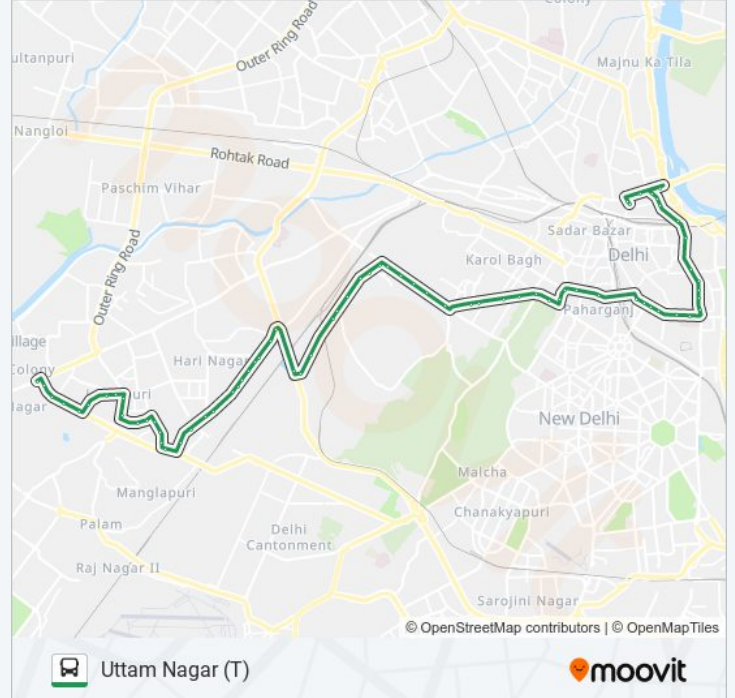 Colony
Outer Ring Road
ultanpuri
Majnu Ka Tila
Nangloi
Rohtak Road
Paschim Vihar
Sadar Bazar
Delhi
Karol Bagh
Outer Ring Road
Paharganj
illage
Hari Nagar
Colony
uri
lagar
New Delhi
Malcha
Manglapuri
Chanakyapuri
Palam
Delhi
Cantonment
Raj Nagar II
Sarojini Nagar
© OpenStreetMap contributors | © OpenMapTiles
Uttam Nagar (T)
moovit